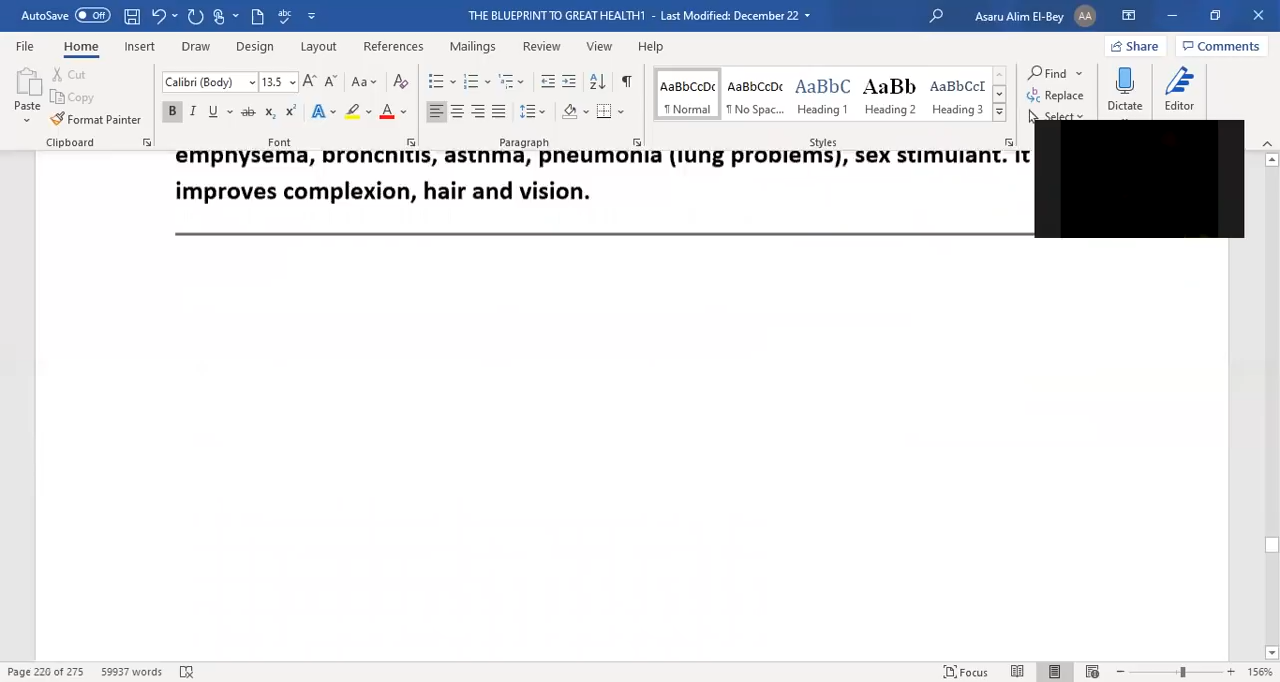 AutoSave Off THE BLUEPRINT TO GREAT HEALTH1 - Last Modified: December 22 Asaru Alim El-Bey AA
File Home Insert Draw Design Layout References Mailings Review View Help Share Comments
Paste Cut Copy Format Painter
Calibri (Body) 13.5
AaBbCcDc AaBbCcDc AaBbC AaBb AaBbCcI
¶ Normal ¶ No Spac... Heading 1 Heading 2 Heading 3
Find Replace Select
Dictate Editor
Clipboard Font Paragraph Styles
emphysema, bronchitis, asthma, pneumonia (lung problems), sex stimulant. It
improves complexion, hair and vision.
Page 220 of 275 59937 words Focus 156%